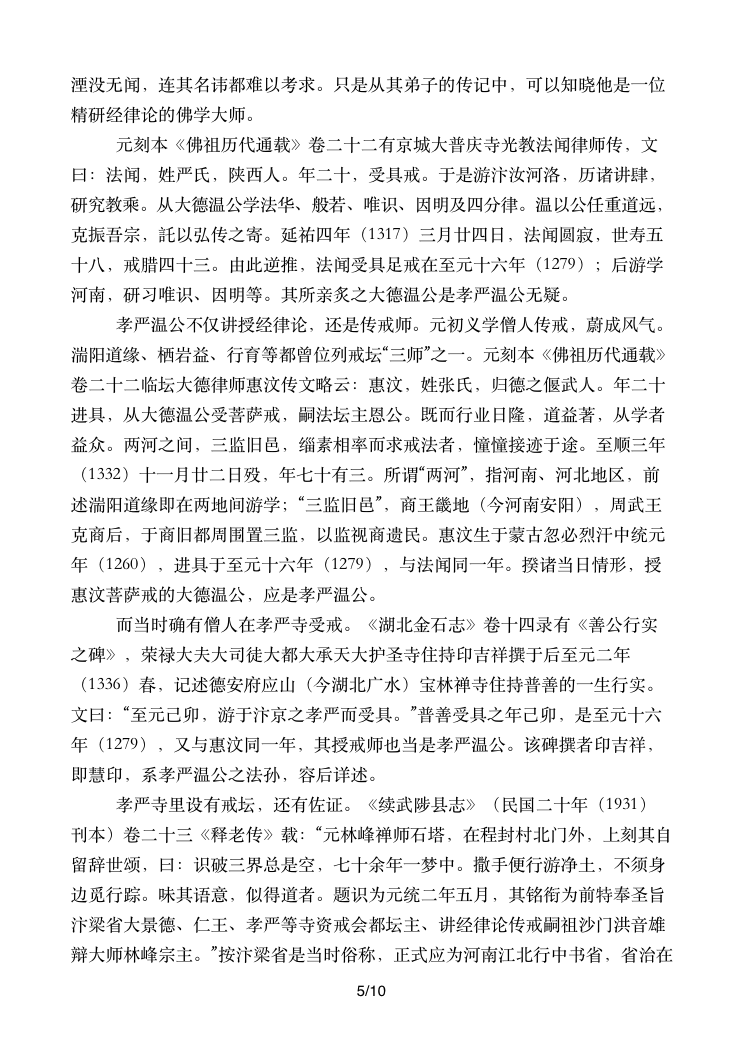 湮没无闻，连其名讳都难以考求。只是从其弟子的传记中，可以知晓他是一位
精研经律论的佛学大师。
元刻本《佛祖历代通载》卷二十二有京城大普庆寺光教法闻律师传，文
曰：法闻，姓严氏，陕西人。年二十，受具戒。于是游汴汝河洛，历诸讲肆，
研究教乘。从大德温公学法华、般若、唯识、因明及四分律。温以公任重道远，
克振吾宗，託以弘传之寄。延祐四年（1317）三月廿四日，法闻圆寂，世寿五
十八，戒腊四十三。由此逆推，法闻受具足戒在至元十六年（1279）；后游学
河南，研习唯识、因明等。其所亲炙之大德温公是孝严温公无疑。
孝严温公不仅讲授经律论，还是传戒师。元初义学僧人传戒，蔚成风气。
湍阳道缘、栖岩益、行育等都曾位列戒坛“三师”之一。元刻本《佛祖历代通载》
卷二十二临坛大德律师惠汶传文略云：惠汶，姓张氏，归德之偃武人。年二十
进具，从大德温公受菩萨戒，嗣法坛主恩公。既而行业日隆，道益著，从学者
益众。两河之间，三监旧邑，缁素相率而求戒法者，憧憧接迹于途。至顺三年
（1332）十一月廿二日殁，年七十有三。所谓“两河”，指河南、河北地区，前
述湍阳道缘即在两地间游学；“三监旧邑”，商王畿地（今河南安阳），周武王
克商后，于商旧都周围置三监，以监视商遗民。惠汶生于蒙古忽必烈汗中统元
年（1260），进具于至元十六年（1279），与法闻同一年。揆诸当日情形，授
惠汶菩萨戒的大德温公，应是孝严温公。
而当时确有僧人在孝严寺受戒。《湖北金石志》卷十四录有《善公行实
之碑》，荣禄大夫大司徒大都大承天大护圣寺住持印吉祥撰于后至元二年
（1336）春，记述德安府应山（今湖北广水）宝林禅寺住持普善的一生行实。
文曰：“至元己卯，游于汴京之孝严而受具。”普善受具之年己卯，是至元十六
年（1279），又与惠汶同一年，其授戒师也当是孝严温公。该碑撰者印吉祥，
即慧印，系孝严温公之法孙，容后详述。
孝严寺里设有戒坛，还有佐证。《续武陟县志》（民国二十年（1931）
刊本）卷二十三《释老传》载：“元林峰禅师石塔，在程封村北门外，上刻其自
留辞世颂，曰：识破三界总是空，七十余年一梦中。撒手便行游净土，不须身
边觅行踪。味其语意，似得道者。题识为元统二年五月，其铭衔为前特奉圣旨
汴梁省大景德、仁王、孝严等寺资戒会都坛主、讲经律论传戒嗣祖沙门洪音雄
辩大师林峰宗主。”按汴梁省是当时俗称，正式应为河南江北行中书省，省治在
5/10